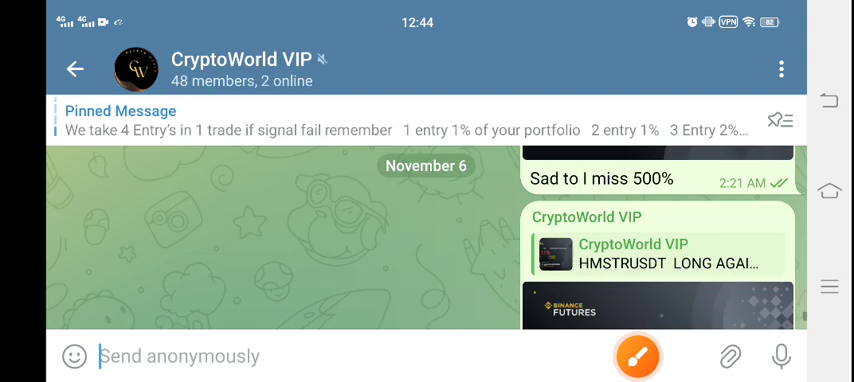 4G 4G 12:44 VPN 82
CryptoWorld VIP
48 members, 2 online
Pinned Message
We take 4 Entry's in 1 trade if signal fail remember 1 entry 1% of your portfolio 2 entry 1% 3 Entry 2%...
November 6
Sad to I miss 500%
2:21 AM
CryptoWorld VIP
CryptoWorld VIP
HMSTRUSDT LONG AGAI...
BINANCE
FUTURES
Send anonymously